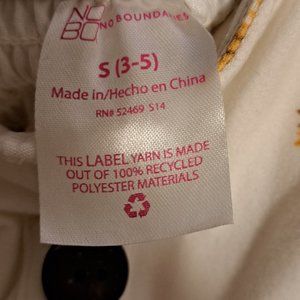 NO
BO
NO BOUNDARIES
S (3-5)
Made in/Hecho en China
RN# 52469 S14
THIS LABEL YARN IS MADE
OUT OF 100% RECYCLED
POLYESTER MATERIALS